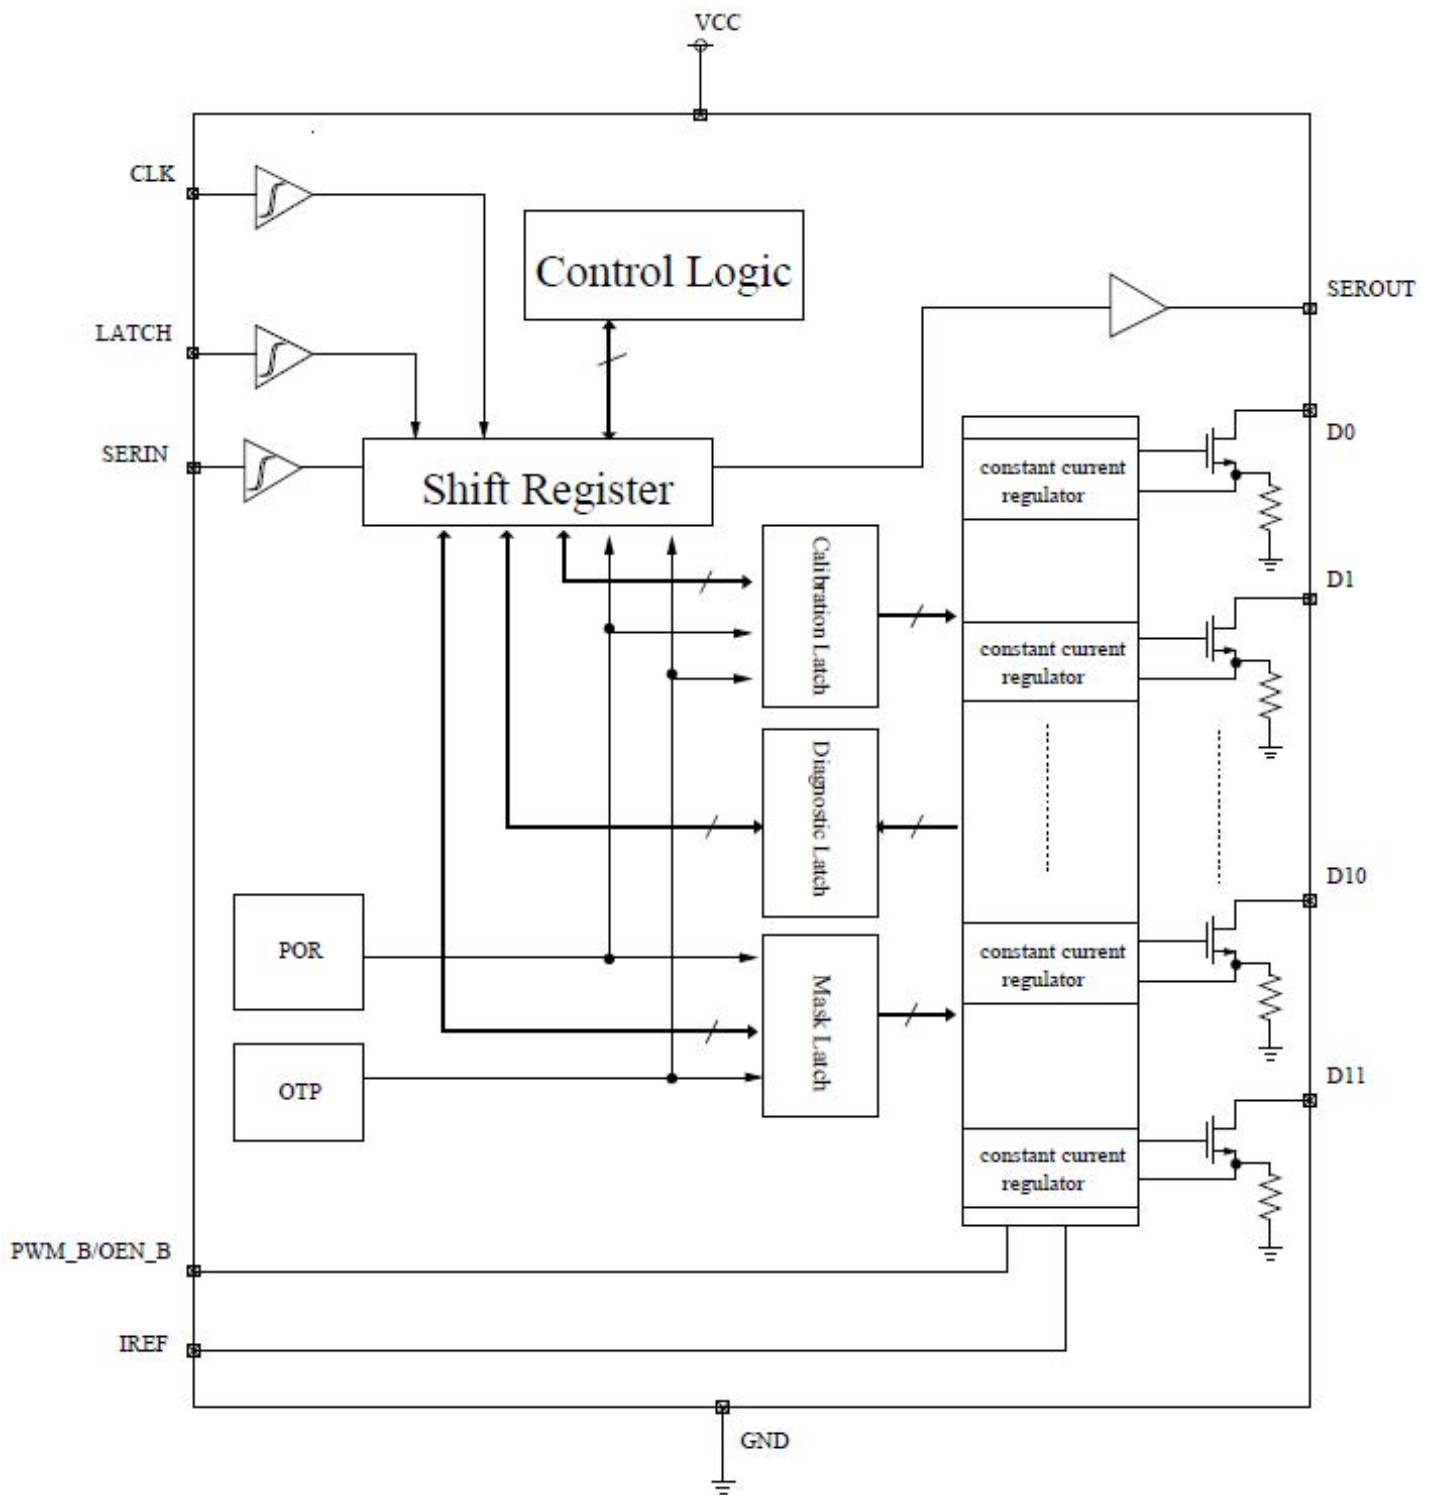 VCC
CLK
Control Logic
SEROUT
LATCH
D0
SERIN
Shift Register
constant current
regulator
Calibration Latch
D1
constant current
regulator
Diagnostic Latch
D10
POR
constant current
regulator
Mask Latch
D11
OTP
constant current
regulator
PWM_B/OEN_B
IREF
GND